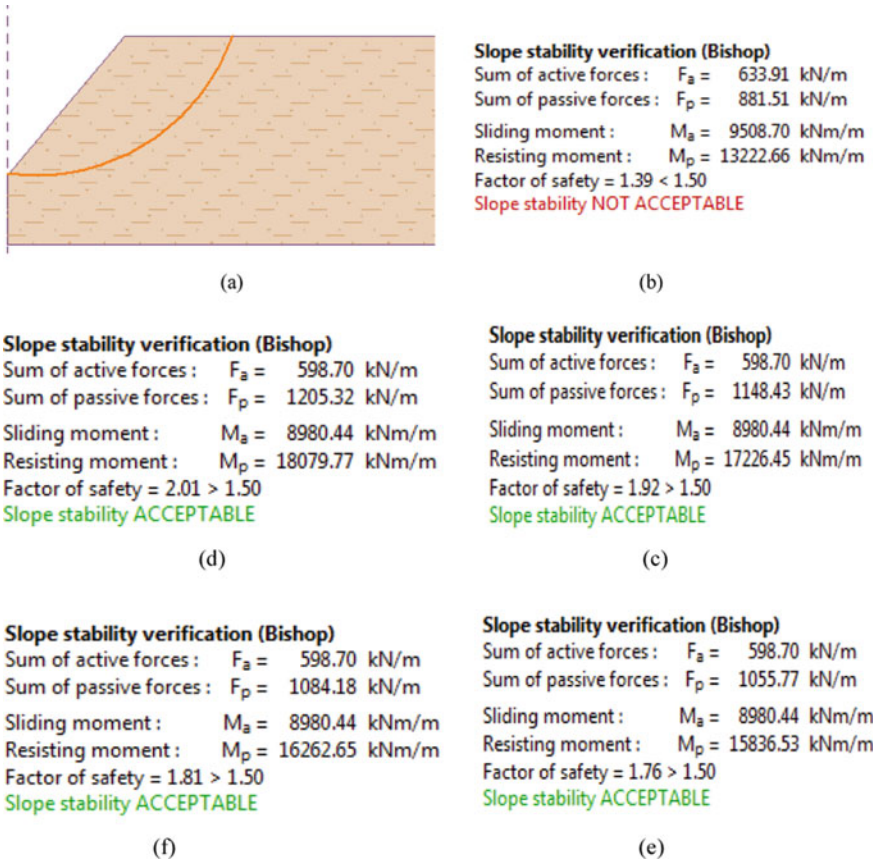 Slope stability verification (Bishop)
Sum of active forces : Fa = 633.91 kN/m
Sum of passive forces : Fp = 881.51 kN/m
Sliding moment : Ma = 9508.70 kNm/m
Resisting moment : Mp = 13222.66 kNm/m
Factor of safety = 1.39 < 1.50
Slope stability NOT ACCEPTABLE
(a)
(b)
Slope stability verification (Bishop)
Sum of active forces : Fa = 598.70 kN/m
Sum of passive forces : Fp = 1205.32 kN/m
Sliding moment : Ma = 8980.44 kNm/m
Resisting moment : Mp = 18079.77 kNm/m
Factor of safety = 2.01 > 1.50
Slope stability ACCEPTABLE
(d)
Slope stability verification (Bishop)
Sum of active forces : Fa = 598.70 kN/m
Sum of passive forces : Fp = 1148.43 kN/m
Sliding moment : Ma = 8980.44 kNm/m
Resisting moment : Mp = 17226.45 kNm/m
Factor of safety = 1.92 > 1.50
Slope stability ACCEPTABLE
(c)
Slope stability verification (Bishop)
Sum of active forces : Fa = 598.70 kN/m
Sum of passive forces : Fp = 1084.18 kN/m
Sliding moment : Ma = 8980.44 kNm/m
Resisting moment : Mp = 16262.65 kNm/m
Factor of safety = 1.81 > 1.50
Slope stability ACCEPTABLE
(f)
Slope stability verification (Bishop)
Sum of active forces : Fa = 598.70 kN/m
Sum of passive forces : Fp = 1055.77 kN/m
Sliding moment : Ma = 8980.44 kNm/m
Resisting moment : Mp = 15836.53 kNm/m
Factor of safety = 1.76 > 1.50
Slope stability ACCEPTABLE
(e)